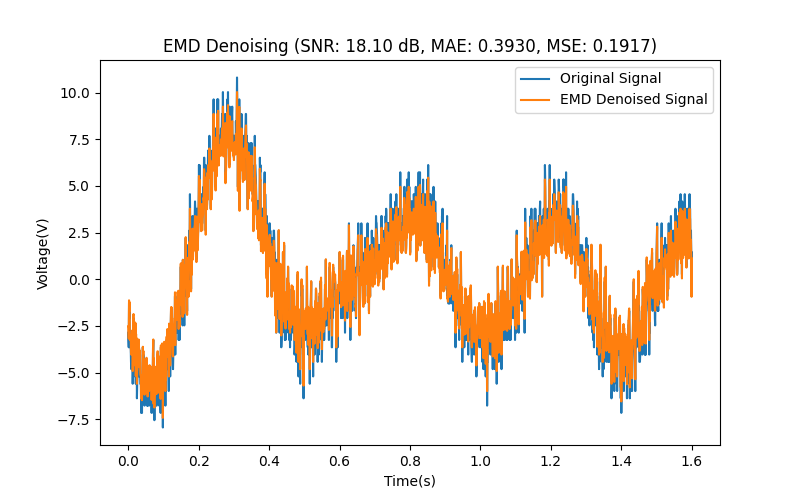 EMD Denoising (SNR: 18.10 dB, MAE: 0.3930, MSE: 0.1917)
Original Signal
EMD Denoised Signal
10.0
7.5
5.0
2.5
0.0
−2.5
−5.0
−7.5
Voltage(V)
0.0 0.2 0.4 0.6 0.8 1.0 1.2 1.4 1.6
Time(s)